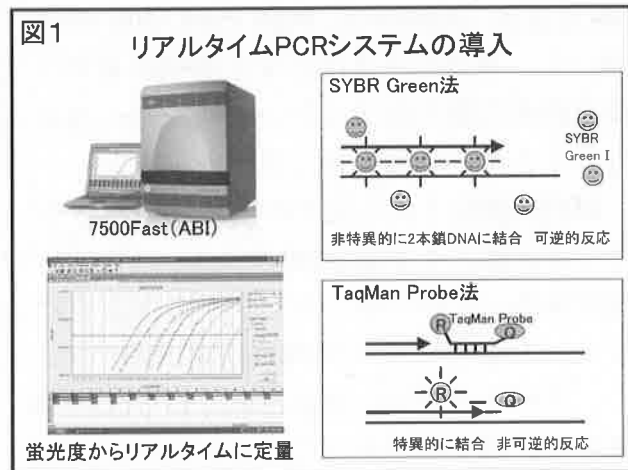 図1
リアルタイムPCRシステムの導入
7500Fast(ABI)
蛍光度からリアルタイムに定量
SYBR Green法
SYBR
Green I
非特異的に2本鎖DNAに結合 可逆的反応
TaqMan Probe法
R TaqMan Probe Q
R Q
特異的に結合 非可逆的反応